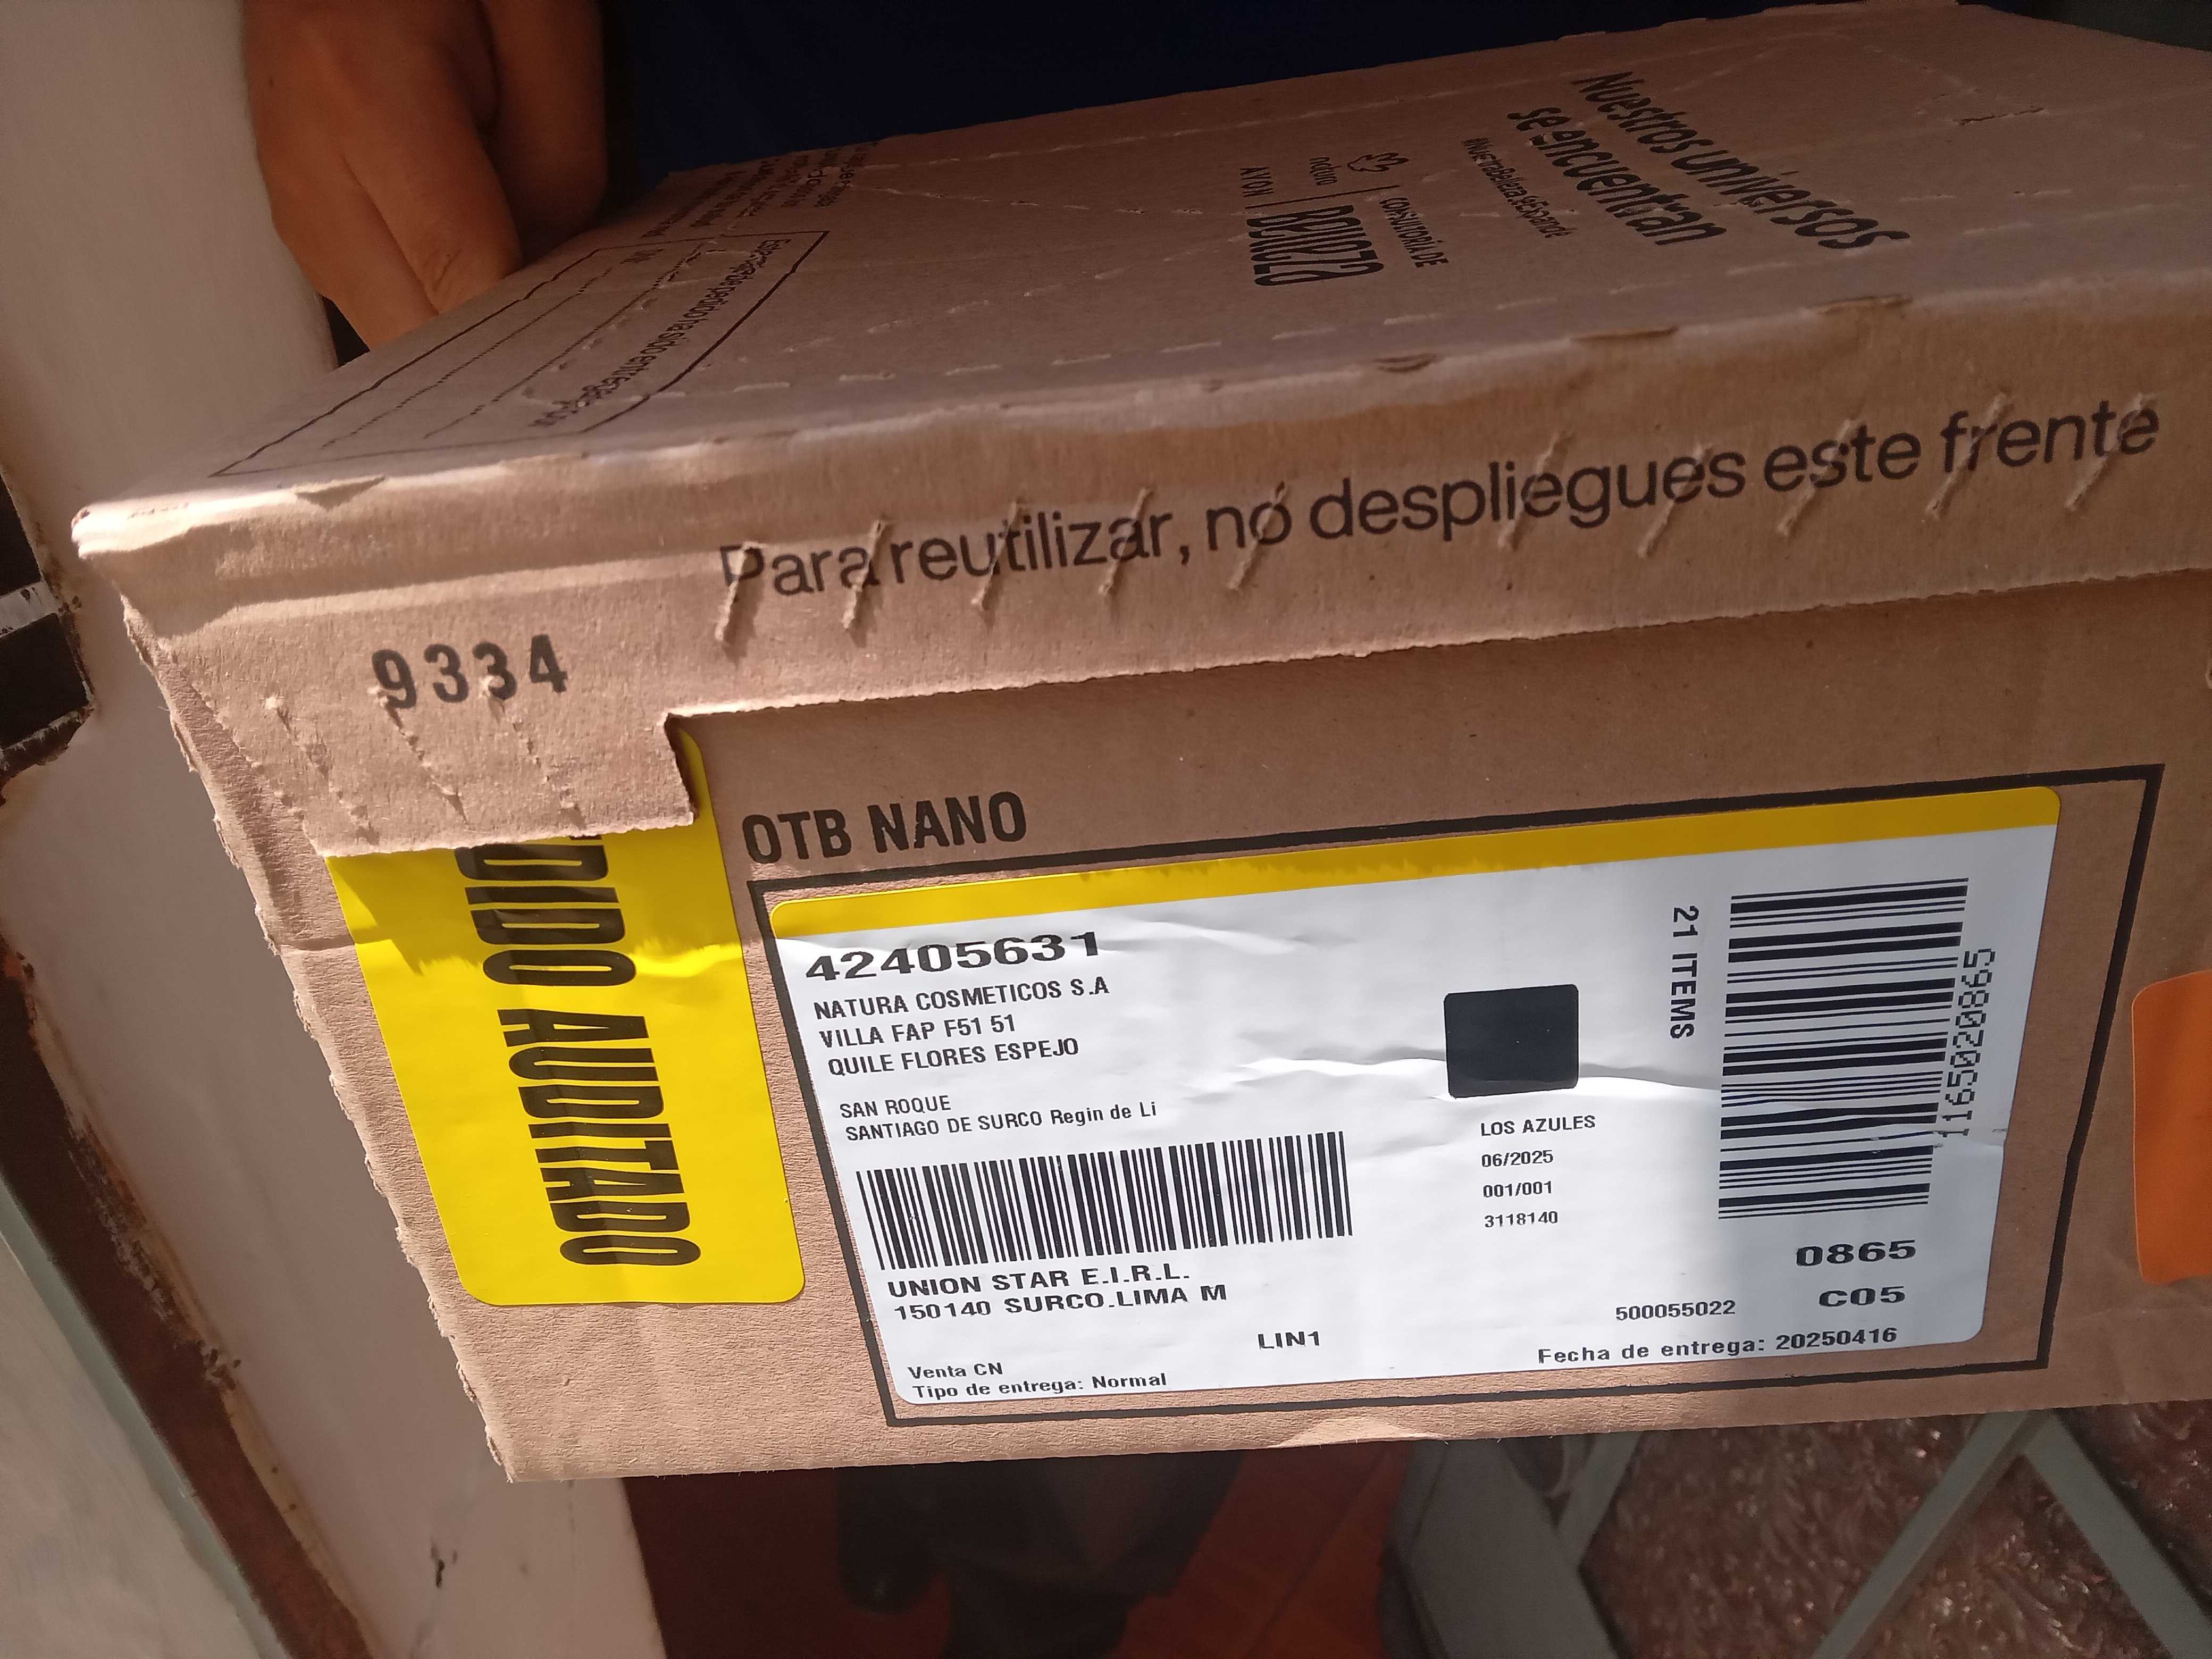 Nuestros universos
se encuentran
#NuestraBellezaSeExpande
natura
AVON
CONSULTORÍA DE
Belleza
Para reutilizar, no despliegues este frente
9334
OTB NANO
DIDO AUDITADO
42405631
NATURA COSMETICOS S.A
VILLA FAP F51 51
QUILE FLORES ESPEJO
SAN ROQUE
SANTIAGO DE SURCO Regin de Li
UNION STAR E.I.R.L.
150140 SURCO.LIMA M
LIN1
Venta CN
Tipo de entrega: Normal
LOS AZULES
06/2025
001/001
3118140
21 ITEMS
1165020865
0865
C05
500055022
Fecha de entrega: 20250416